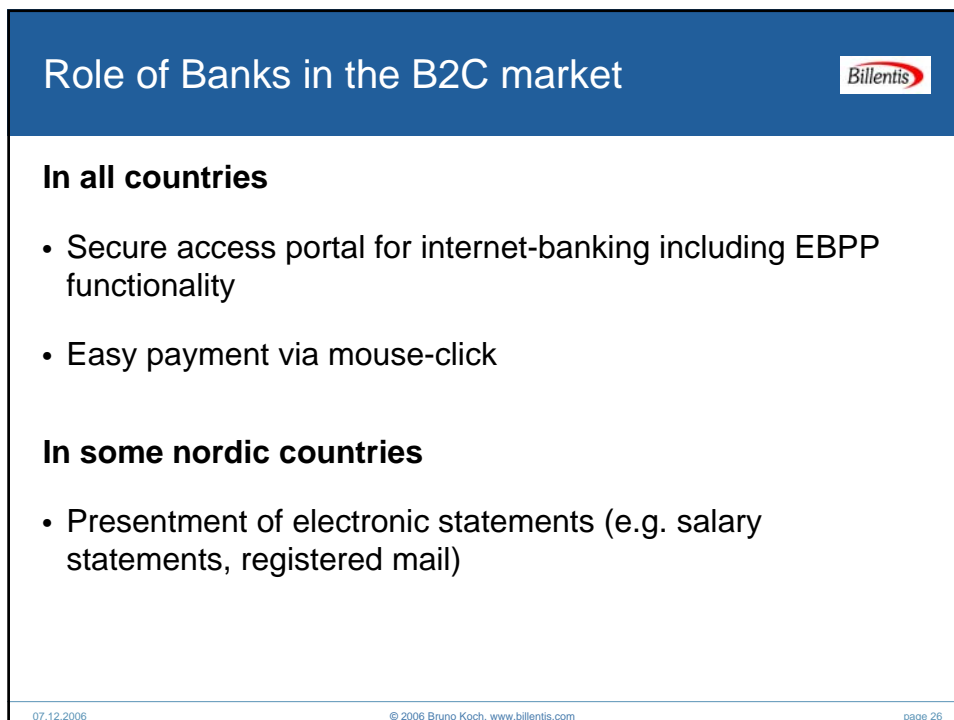 Role of Banks in the B2C market
Billentis
In all countries
• Secure access portal for internet-banking including EBPP
functionality
• Easy payment via mouse-click
In some nordic countries
• Presentment of electronic statements (e.g. salary
statements, registered mail)
07.12.2006 © 2006 Bruno Koch, www.billentis.com page 26